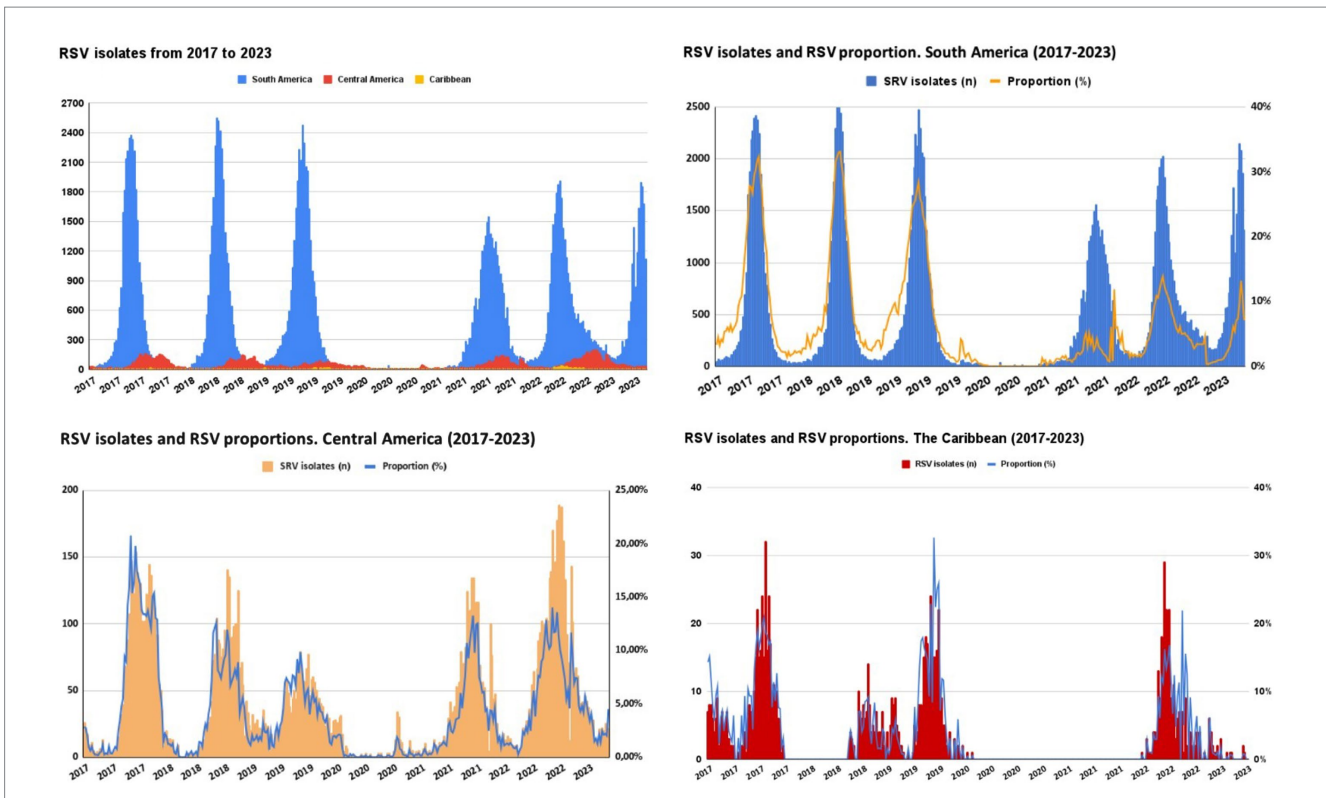 RSV isolates from 2017 to 2023
South America Central America Caribbean
2700
2400
2100
1800
1500
1200
900
600
300
0
2017 2017 2017 2017 2018 2018 2018 2019 2019 2019 2019 2020 2020 2020 2021 2021 2021 2021 2022 2022 2022 2023 2023
RSV isolates and RSV proportion. South America (2017-2023)
SRV isolates (n) Proportion (%)
2500 40%
2000 30%
1500
20%
1000
10%
500
0 0%
2017 2017 2017 2018 2018 2018 2019 2019 2019 2020 2020 2021 2021 2021 2022 2022 2022 2023
RSV isolates and RSV proportions. Central America (2017-2023)
SRV isolates (n) Proportion (%)
200 25,00%
20,00%
150
15,00%
100
10,00%
50
5,00%
0 0,00%
2017 2017 2017 2018 2018 2018 2019 2019 2019 2020 2020 2020 2021 2021 2021 2022 2022 2022 2023
RSV isolates and RSV proportions. The Caribbean (2017-2023)
RSV isolates (n) Proportion (%)
40 40%
30 30%
20 20%
10 10%
0 0%
2017 2017 2017 2017 2018 2018 2018 2019 2019 2019 2020 2020 2020 2020 2021 2021 2021 2022 2022 2022 2023 2023